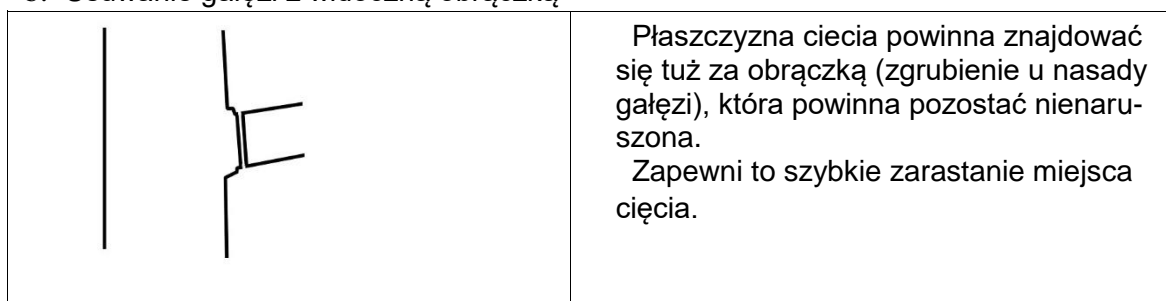 Płaszczyzna ciecia powinna znajdować
się tuż za obrączką (zgrubienie u nasady
gałęzi), która powinna pozostać nienaru-
szona.
Zapewni to szybkie zarastanie miejsca
cięcia.